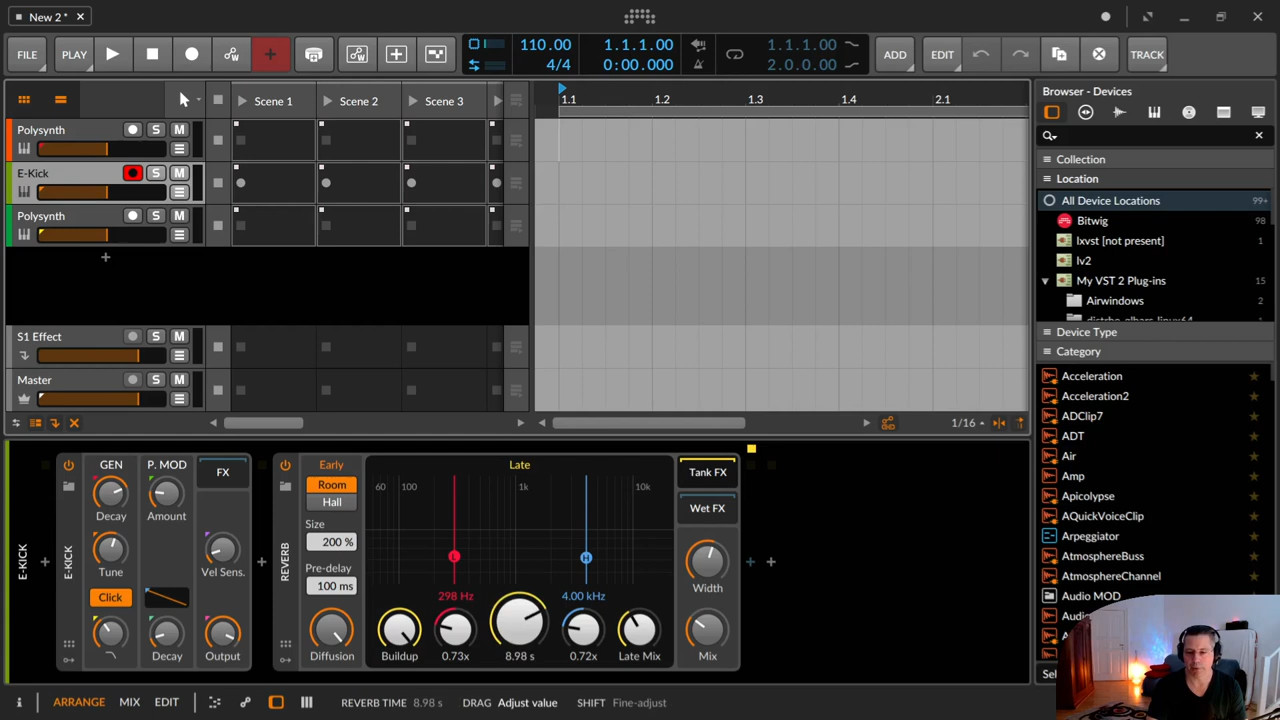 New 2 *
FILE
PLAY
110.00
4/4
1.1.1.00
0:00.000
1.1.1.00
2.0.0.00
ADD
EDIT
TRACK
Scene 1
Scene 2
Scene 3
1.1
1.2
1.3
1.4
2.1
Polysynth
S
M
E-Kick
S
M
Polysynth
S
M
S1 Effect
S
M
Master
S
M
1/16
Browser - Devices
Collection
Location
All Device Locations
99+
Bitwig
98
lxvst [not present]
1
lv2
My VST 2 Plug-ins
15
Airwindows
2
Device Type
Category
Acceleration
Acceleration2
ADClip7
ADT
Air
Amp
Apicolypse
AQuickVoiceClip
Arpeggiator
AtmosphereBuss
AtmosphereChannel
Audio MOD
E-KICK
E-KICK
GEN
Decay
Tune
Click
P. MOD
Amount
Decay
FX
Vel Sens.
Output
REVERB
Early
Room
Hall
Size
200 %
Pre-delay
100 ms
Diffusion
Late
60
100
1k
10k
L
H
298 Hz
4.00 kHz
Buildup
0.73x
8.98 s
0.72x
Late Mix
Tank FX
Wet FX
Width
Mix
i
ARRANGE
MIX
EDIT
REVERB TIME
8.98 s
DRAG
Adjust value
SHIFT
Fine-adjust